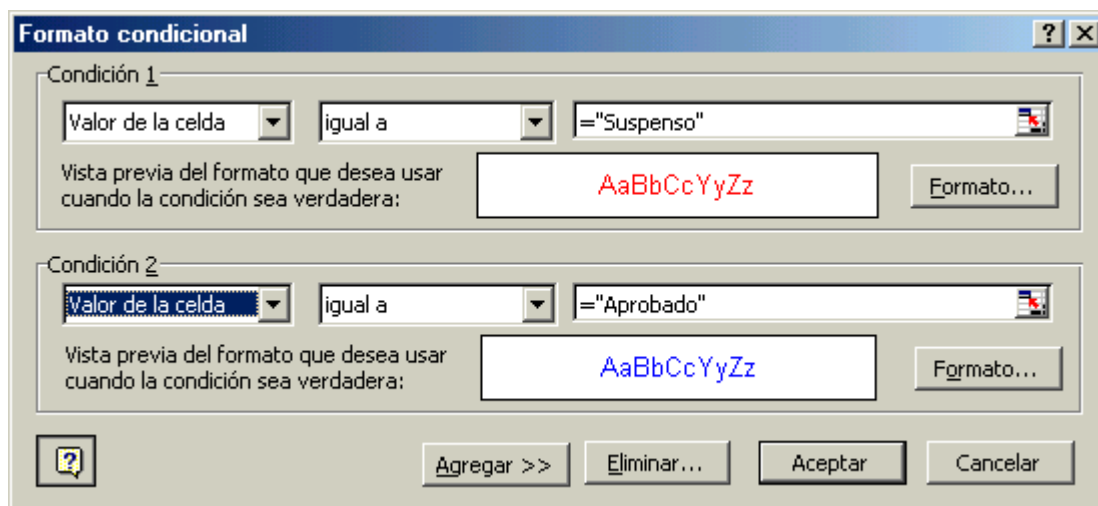 Formato condicional
Condición 1
Valor de la celda igual a ="Suspenso"
Vista previa del formato que desea usar
cuando la condición sea verdadera:
AaBbCcYyZz
Formato...
Condición 2
Valor de la celda igual a ="Aprobado"
Vista previa del formato que desea usar
cuando la condición sea verdadera:
AaBbCcYyZz
Formato...
Agregar >> Eliminar... Aceptar Cancelar